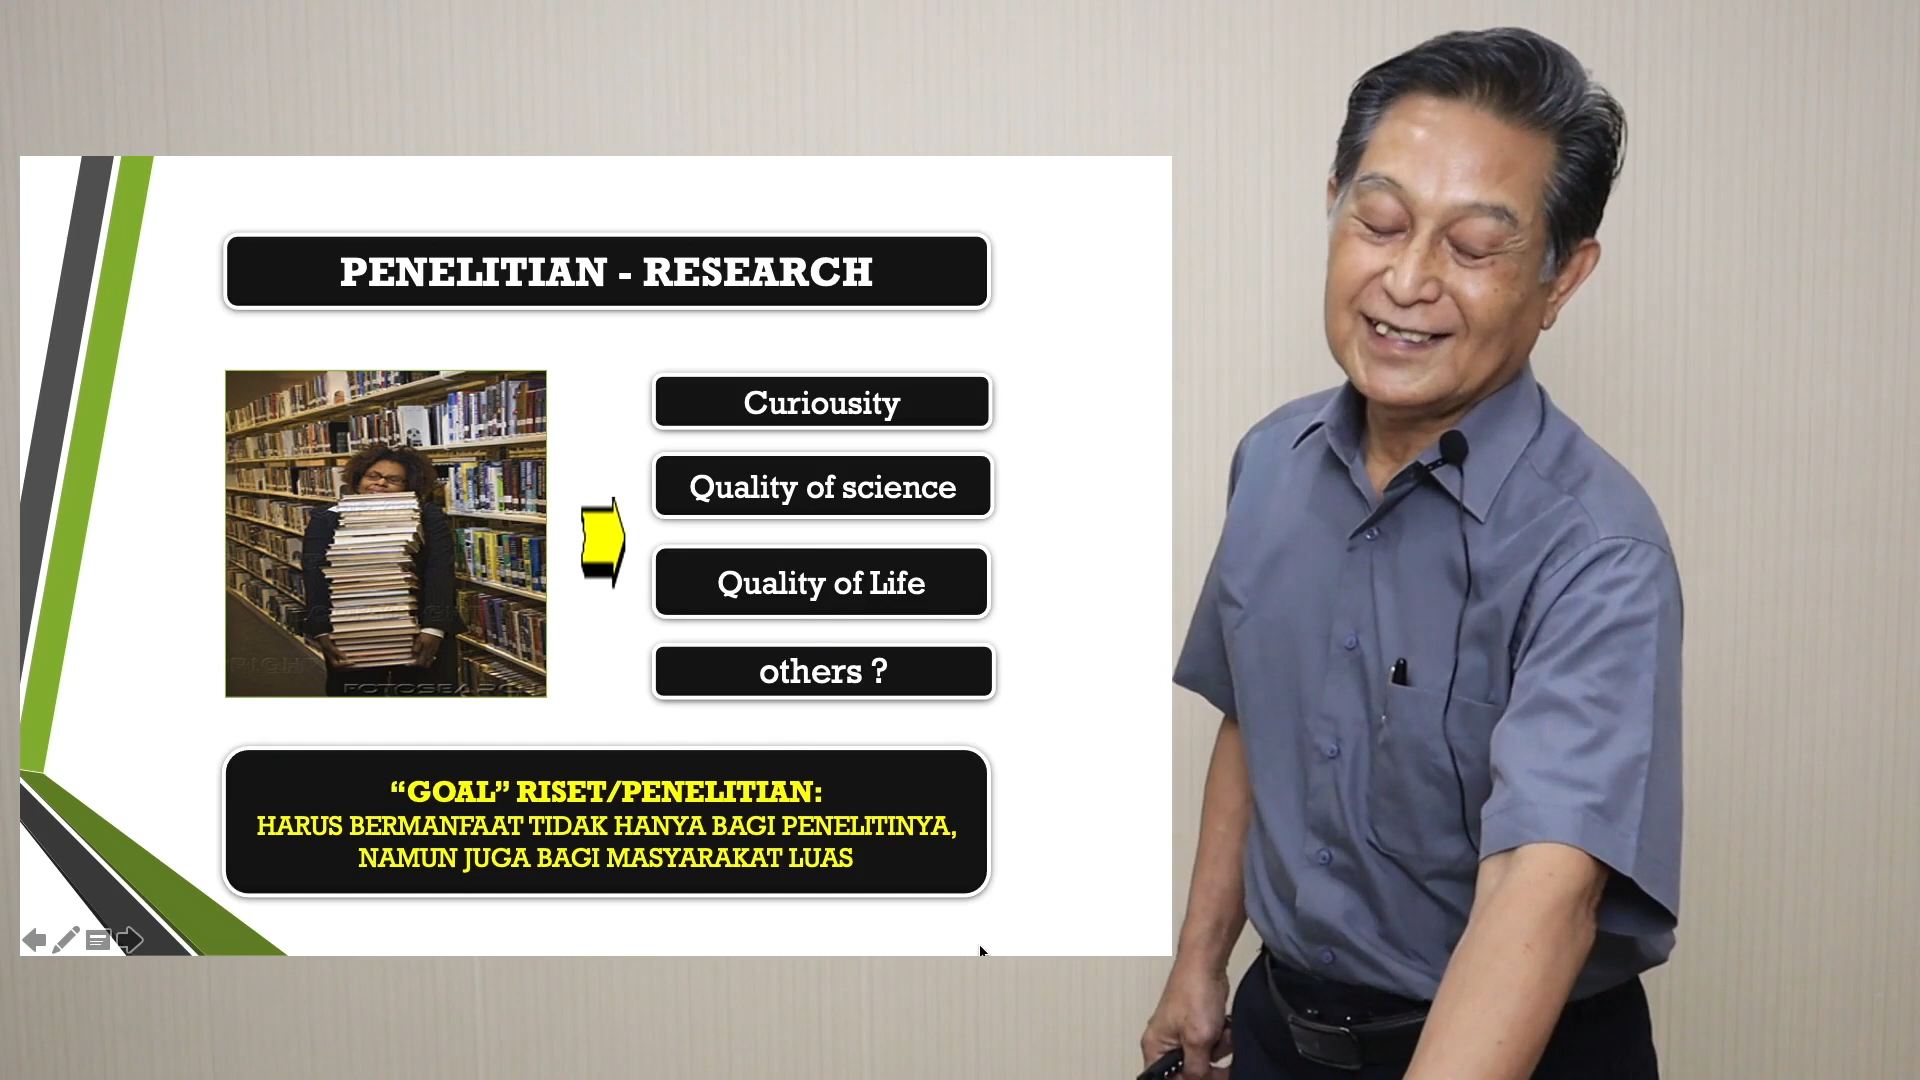 PENELITIAN - RESEARCH
Curiousity
Quality of science
Quality of Life
others ?
FOTOSEARCH
“GOAL” RISET/PENELITIAN:
HARUS BERMANFAAT TIDAK HANYA BAGI PENELITINYA,
NAMUN JUGA BAGI MASYARAKAT LUAS